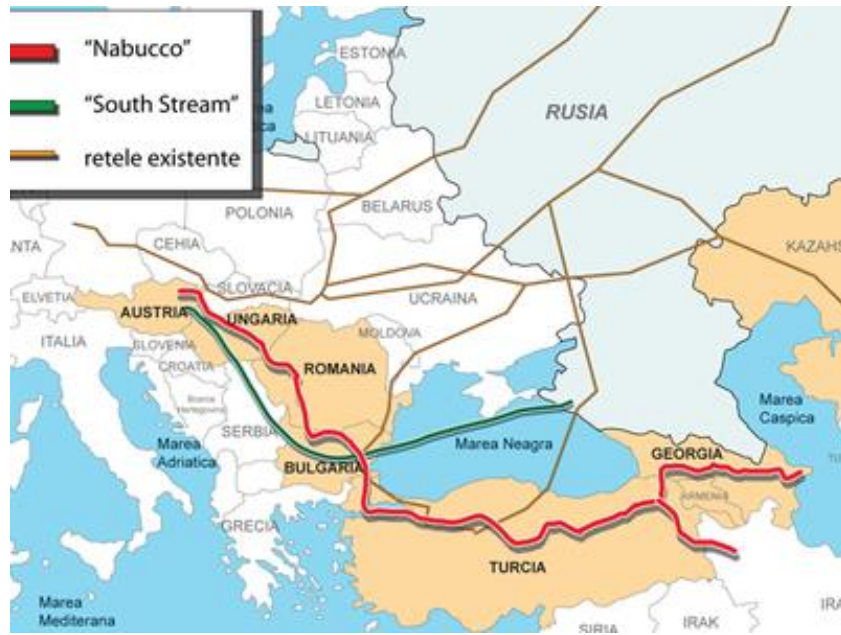 "Nabucco"
"South Stream"
retele existente
ESTONIA
LETONIA
LITUANIA
RUSIA
POLONIA
BELARUS
CEHIA
KAZAHS
SLOVACIA
UCRAINA
ELVETIA
AUSTRIA
UNGARIA
MOLDOVA
ITALIA
SLOVENIA
CROATIA
ROMANIA
Marea
Caspica
Bosnia
Hertegovina
SERBIA
Marea
Adriatica
Marea Neagra
BULGARIA
GEORGIA
ARMENIA
GRECIA
TURCIA
Marea
Mediterana
SIRIA
IRAK